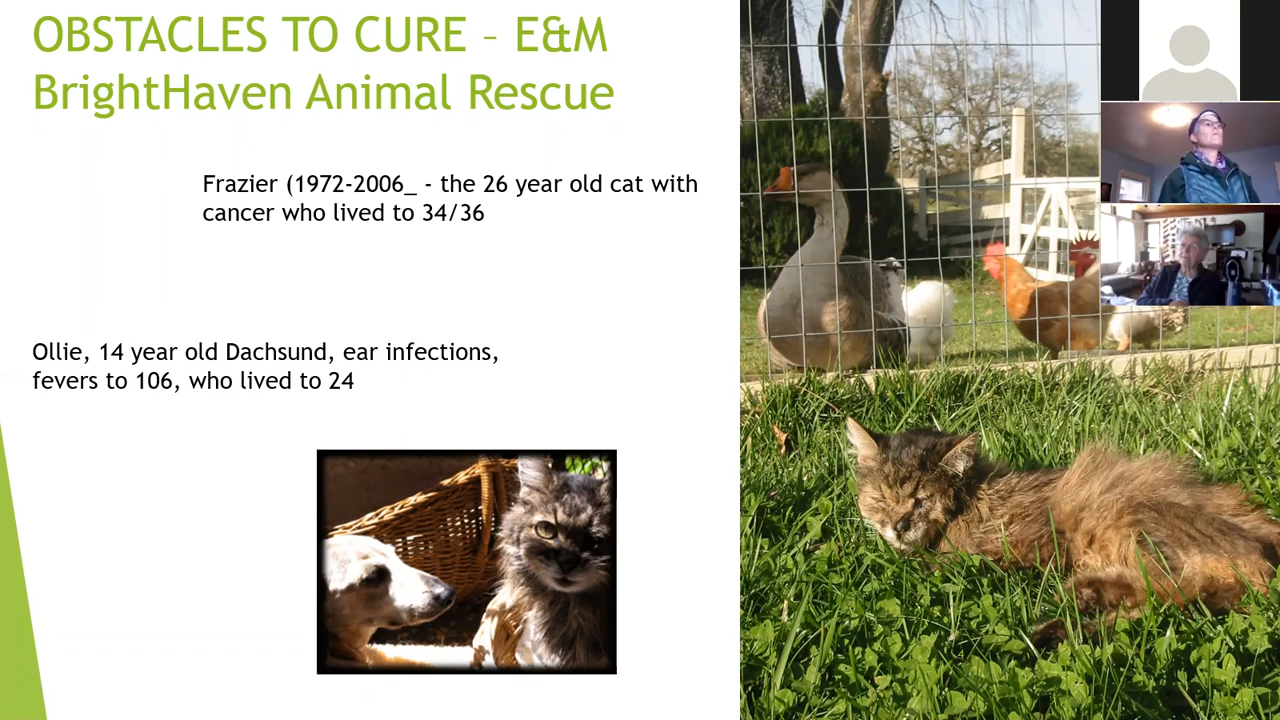 OBSTACLES TO CURE – E&M
BrightHaven Animal Rescue
Frazier (1972-2006_ - the 26 year old cat with
cancer who lived to 34/36
Ollie, 14 year old Dachsund, ear infections,
fevers to 106, who lived to 24